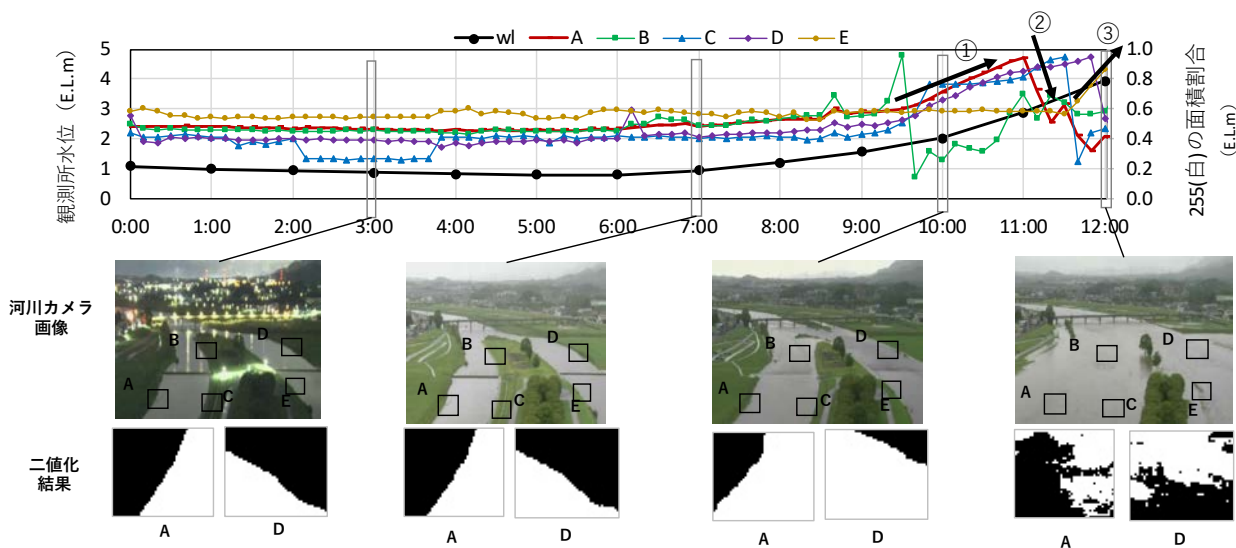 wl A B C D E
観測所水位（E.L.m）
5
4
3
2
1
0
① ② ③
1.0
0.8
0.6
0.4
0.2
0.0
255(白)の面積割合
(E.L.m)
0:00 1:00 2:00 3:00 4:00 5:00 6:00 7:00 8:00 9:00 10:00 11:00 12:00
河川カメラ
画像
A B C D E
A B C D E
A B C D E
A B C D E
二値化
結果
A D
A D
A D
A D